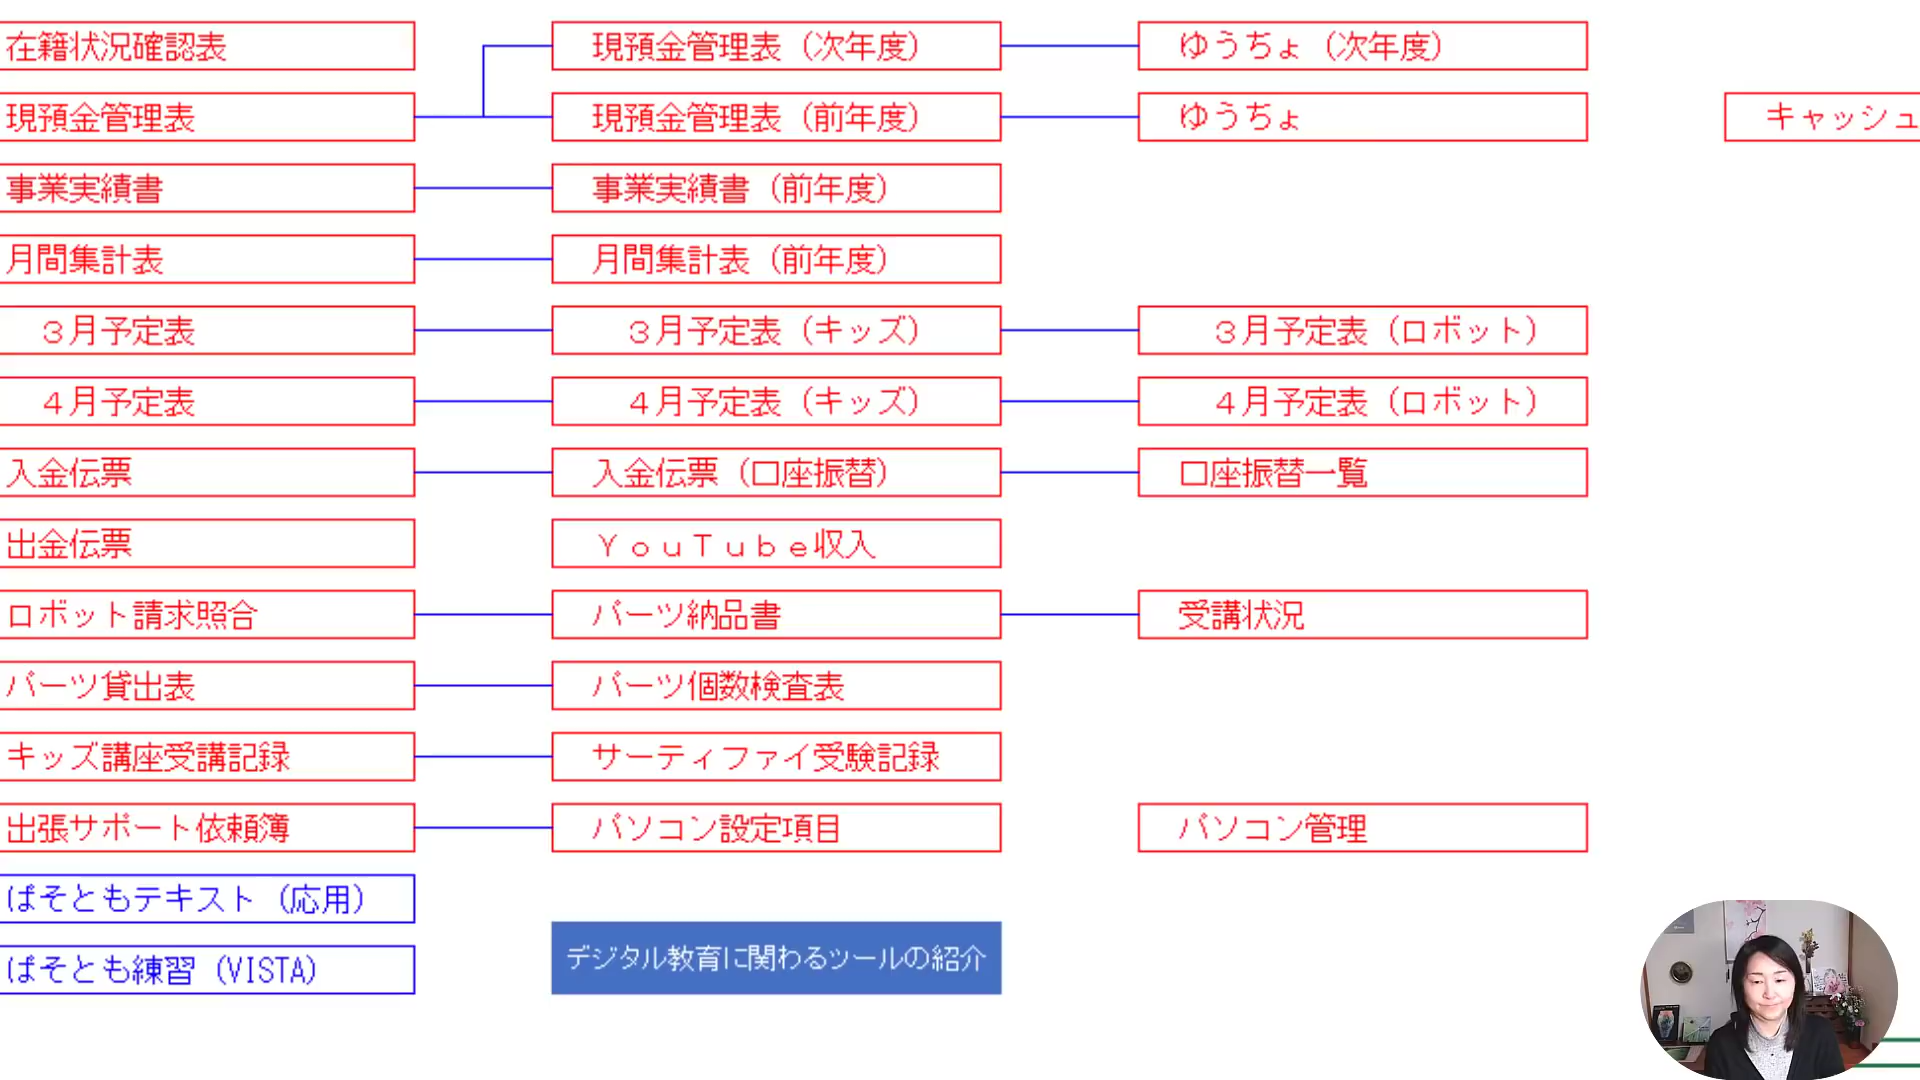 在籍状況確認表 現預金管理表（次年度） ゆうちょ（次年度）
現預金管理表 現預金管理表（前年度） ゆうちょ キャッシュ
事業実績書 事業実績書（前年度）
月間集計表 月間集計表（前年度）
３月予定表 ３月予定表（キッズ） ３月予定表（ロボット）
４月予定表 ４月予定表（キッズ） ４月予定表（ロボット）
入金伝票 入金伝票（口座振替） 口座振替一覧
出金伝票 ＹｏｕＴｕｂｅ収入
ロボット請求照合 パーツ納品書 受講状況
パーツ貸出表 パーツ個数検査表
キッズ講座受講記録 サーティファイ受験記録
出張サポート依頼簿 パソコン設定項目 パソコン管理
ぱそともテキスト（応用）
ぱそとも練習（VISTA）
デジタル教育に関わるツールの紹介